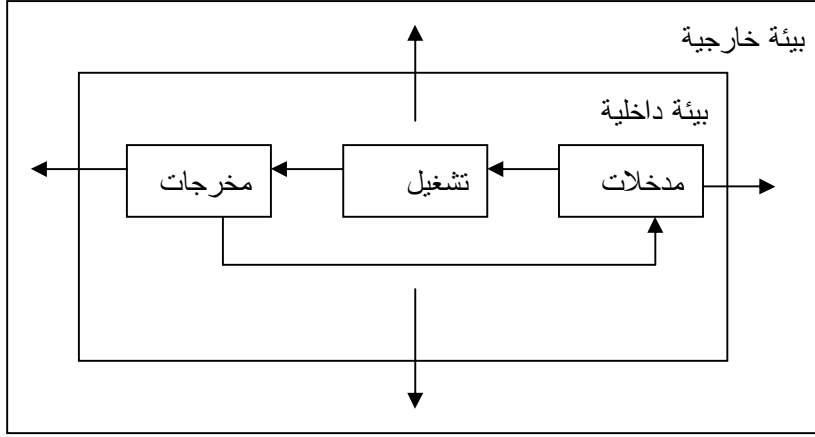 بيئة خارجية
بيئة داخلية
مدخلات
تشغيل
مخرجات